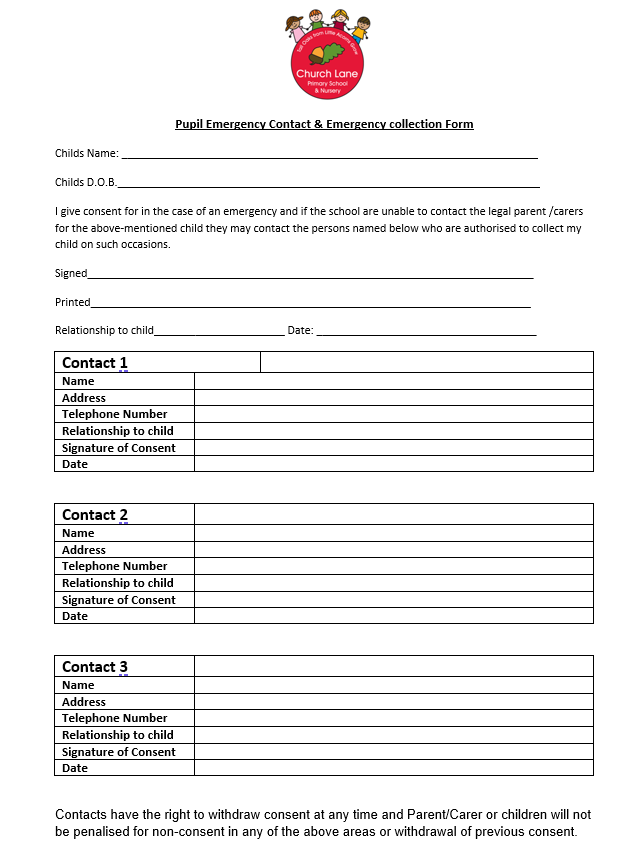 Tall Oaks from Little Acorns Grow
Church Lane
Primary School
& Nursery
Pupil Emergency Contact & Emergency collection Form
Childs Name:
Childs D.O.B.
I give consent for in the case of an emergency and if the school are unable to contact the legal parent /carers
for the above-mentioned child they may contact the persons named below who are authorised to collect my
child on such occasions.
Signed
Printed
Relationship to child Date:
Contact 1
Name
Address
Telephone Number
Relationship to child
Signature of Consent
Date
Contact 2
Name
Address
Telephone Number
Relationship to child
Signature of Consent
Date
Contact 3
Name
Address
Telephone Number
Relationship to child
Signature of Consent
Date
Contacts have the right to withdraw consent at any time and Parent/Carer or children will not
be penalised for non-consent in any of the above areas or withdrawal of previous consent.